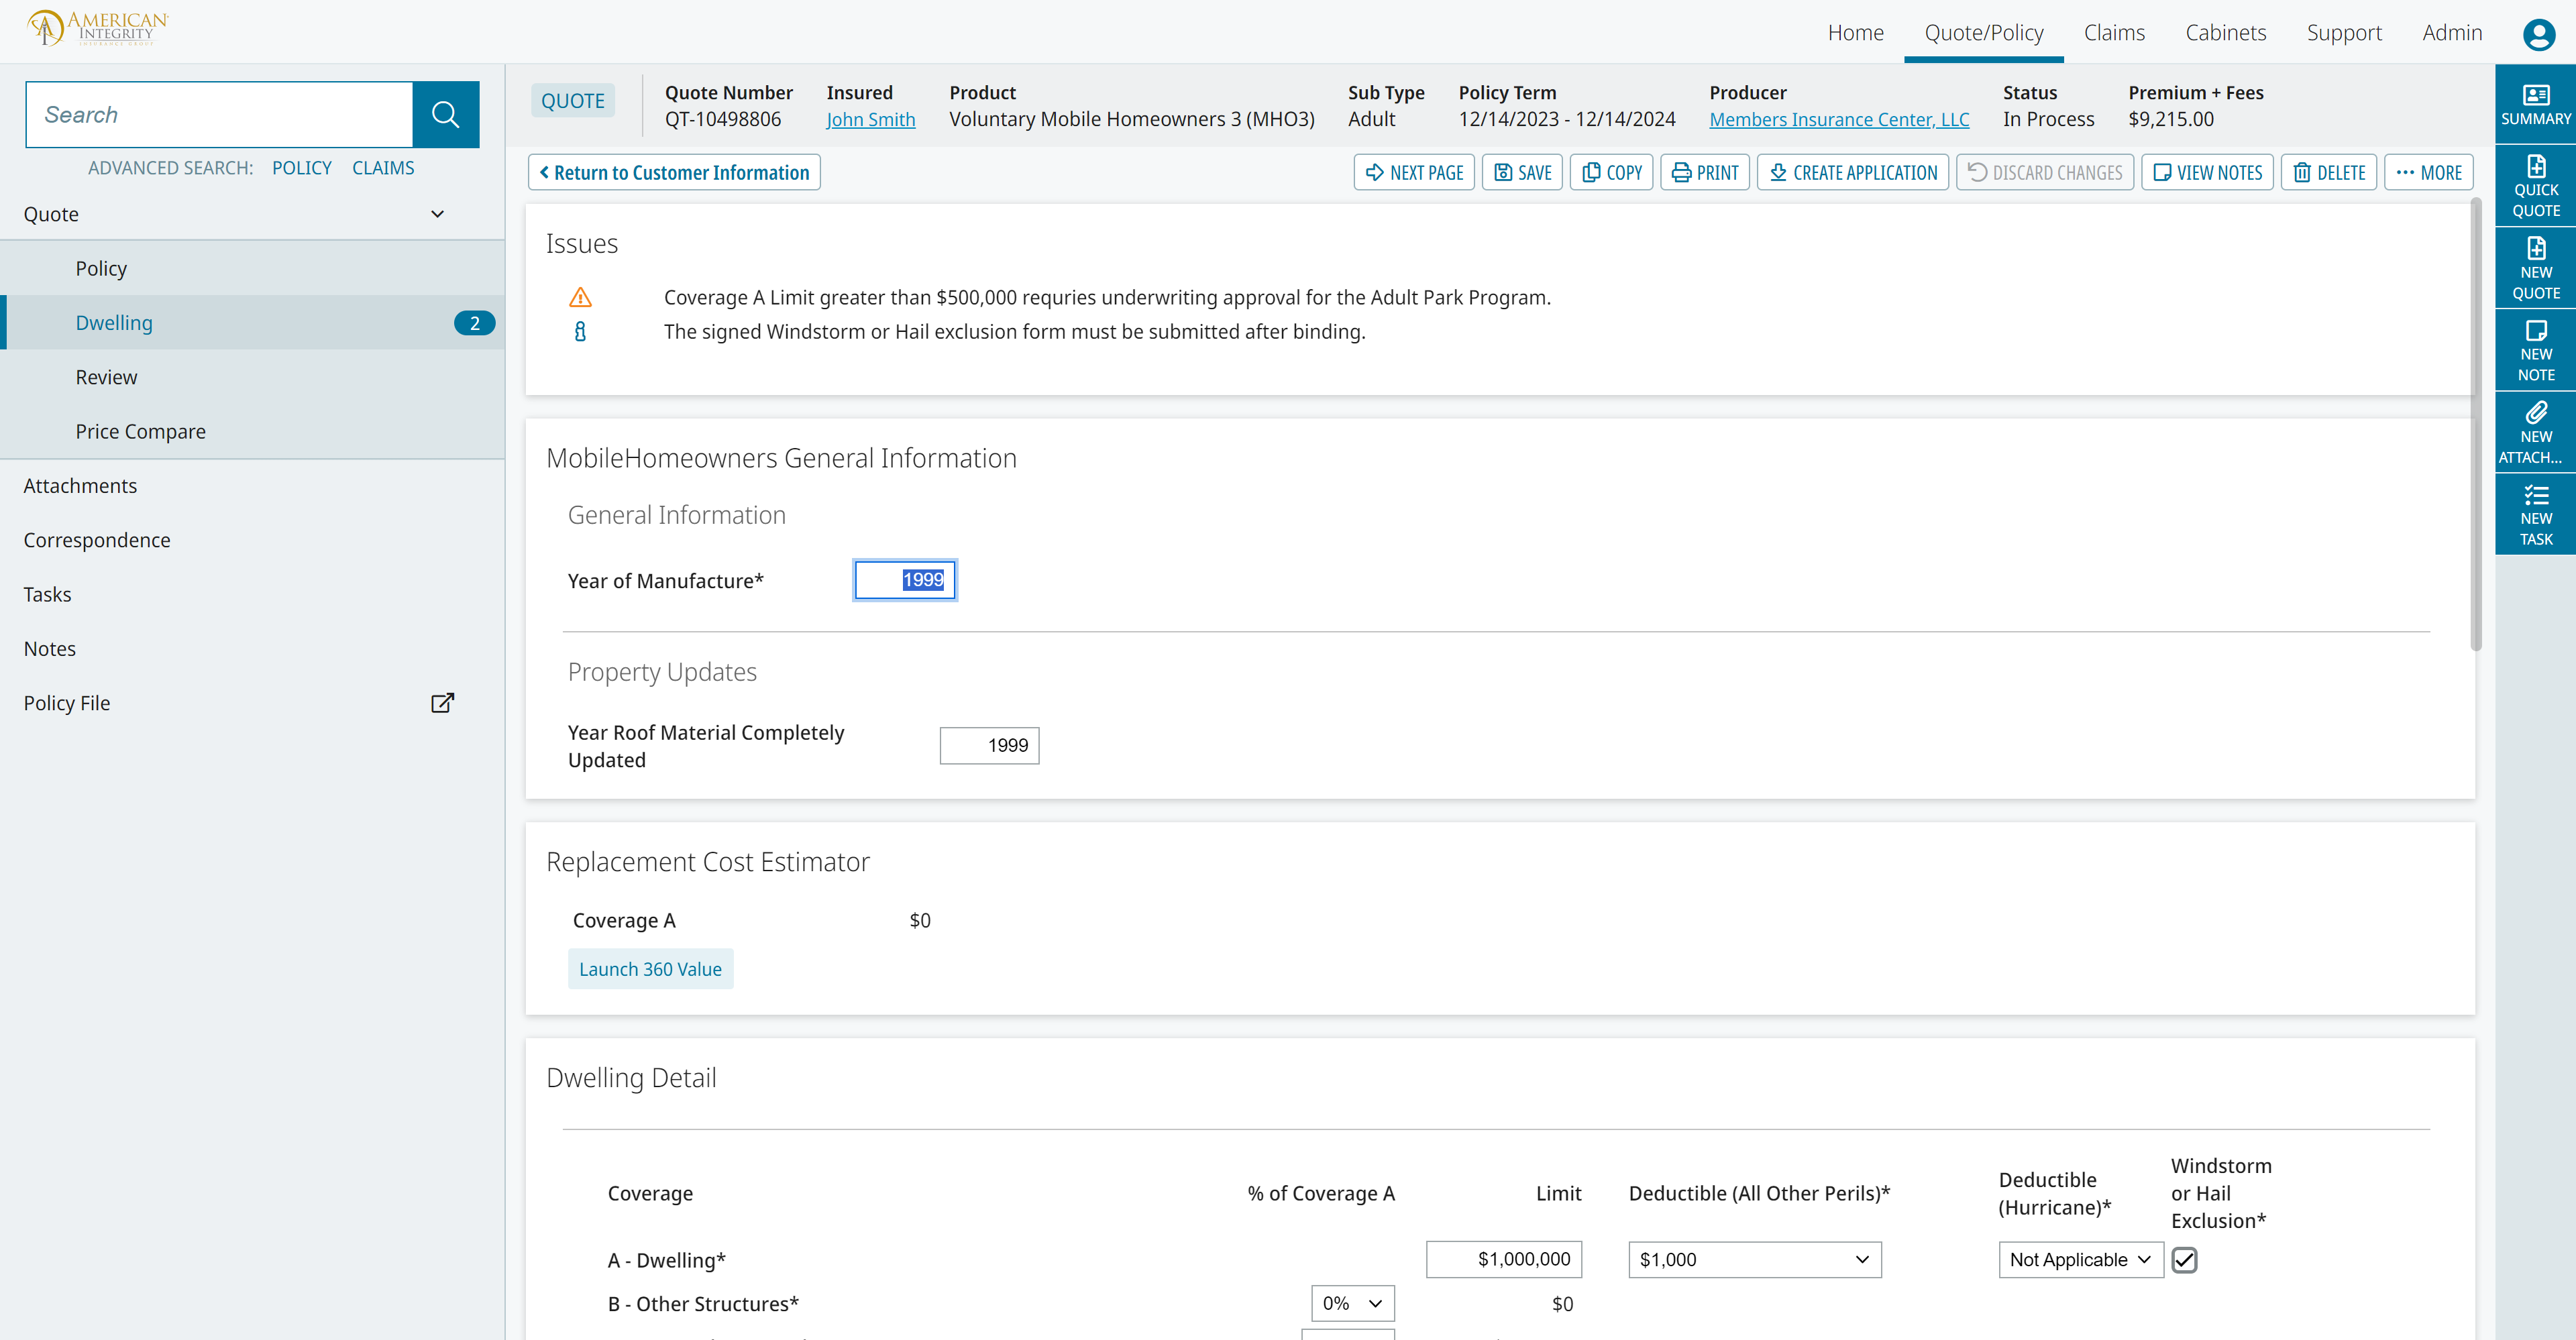 AMERICAN
INTEGRITY
INSURANCE GROUP
Home Quote/Policy Claims Cabinets Support Admin
Search
ADVANCED SEARCH: POLICY CLAIMS
Quote
Policy
Dwelling 2
Review
Price Compare
Attachments
Correspondence
Tasks
Notes
Policy File
QUOTE
Quote Number Insured Product Sub Type Policy Term Producer Status Premium + Fees
QT-10498806 John Smith Voluntary Mobile Homeowners 3 (MHO3) Adult 12/14/2023 - 12/14/2024 Members Insurance Center, LLC In Process $9,215.00
Return to Customer Information NEXT PAGE SAVE COPY PRINT CREATE APPLICATION DISCARD CHANGES VIEW NOTES DELETE MORE
Issues
Coverage A Limit greater than $500,000 requries underwriting approval for the Adult Park Program.
The signed Windstorm or Hail exclusion form must be submitted after binding.
MobileHomeowners General Information
General Information
Year of Manufacture* 1999
Property Updates
Year Roof Material Completely
Updated 1999
Replacement Cost Estimator
Coverage A $0
Launch 360 Value
Dwelling Detail
Coverage % of Coverage A Limit Deductible (All Other Perils)*
Deductible
(Hurricane)*
Windstorm
or Hail
Exclusion*
A - Dwelling* $1,000,000 $1,000 Not Applicable
B - Other Structures* 0% $0
SUMMARY
QUICK
QUOTE
NEW
QUOTE
NEW
NOTE
NEW
ATTACH...
NEW
TASK